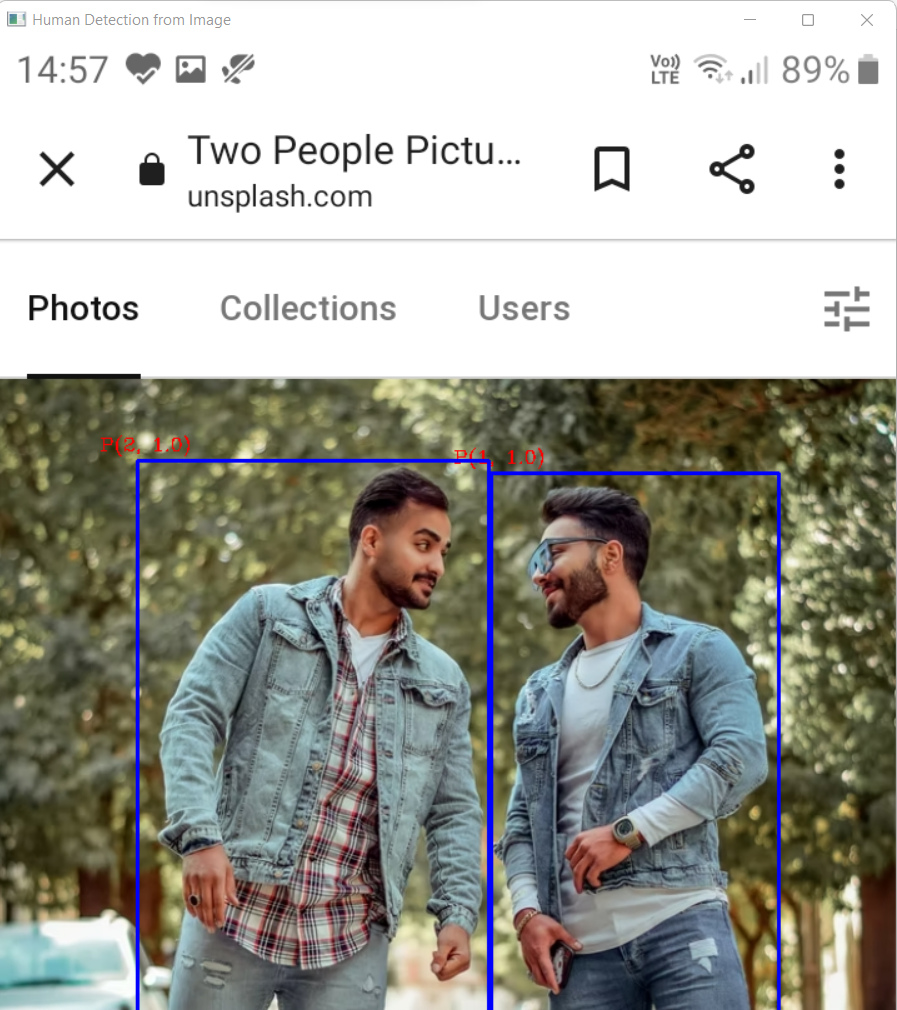 Human Detection from Image
14:57
Vo)) LTE
89%
Two People Pictu...
unsplash.com
Photos
Collections
Users
P(2, 1.0)
P(1, 1.0)